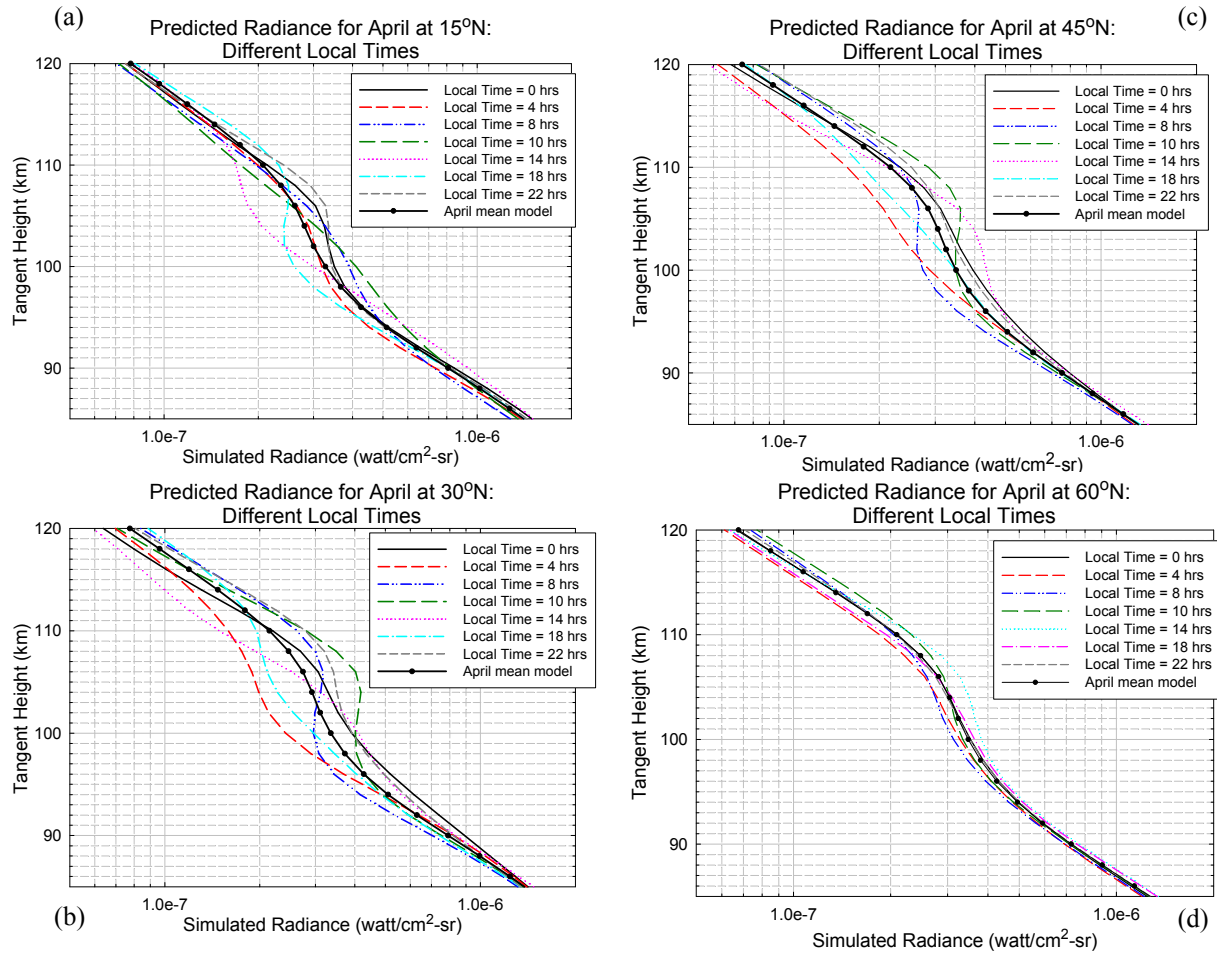 (a)
Predicted Radiance for April at 15°N:
Different Local Times
120
110
100
90
Tangent Height (km)
Local Time = 0 hrs
Local Time = 4 hrs
Local Time = 8 hrs
Local Time = 10 hrs
Local Time = 14 hrs
Local Time = 18 hrs
Local Time = 22 hrs
April mean model
1.0e-7
1.0e-6
Simulated Radiance (watt/cm²-sr)
(c)
Predicted Radiance for April at 45°N:
Different Local Times
120
110
100
90
Tangent Height (km)
Local Time = 0 hrs
Local Time = 4 hrs
Local Time = 8 hrs
Local Time = 10 hrs
Local Time = 14 hrs
Local Time = 18 hrs
Local Time = 22 hrs
April mean model
1.0e-7
1.0e-6
Simulated Radiance (watt/cm²-sr)
Predicted Radiance for April at 30°N:
Different Local Times
120
110
100
90
Tangent Height (km)
Local Time = 0 hrs
Local Time = 4 hrs
Local Time = 8 hrs
Local Time = 10 hrs
Local Time = 14 hrs
Local Time = 18 hrs
Local Time = 22 hrs
April mean model
1.0e-7
1.0e-6
(b)
Simulated Radiance (watt/cm²-sr)
Predicted Radiance for April at 60°N:
Different Local Times
120
110
100
90
Tangent Height (km)
Local Time = 0 hrs
Local Time = 4 hrs
Local Time = 8 hrs
Local Time = 10 hrs
Local Time = 14 hrs
Local Time = 18 hrs
Local Time = 22 hrs
April mean model
1.0e-7
1.0e-6
(d)
Simulated Radiance (watt/cm²-sr)